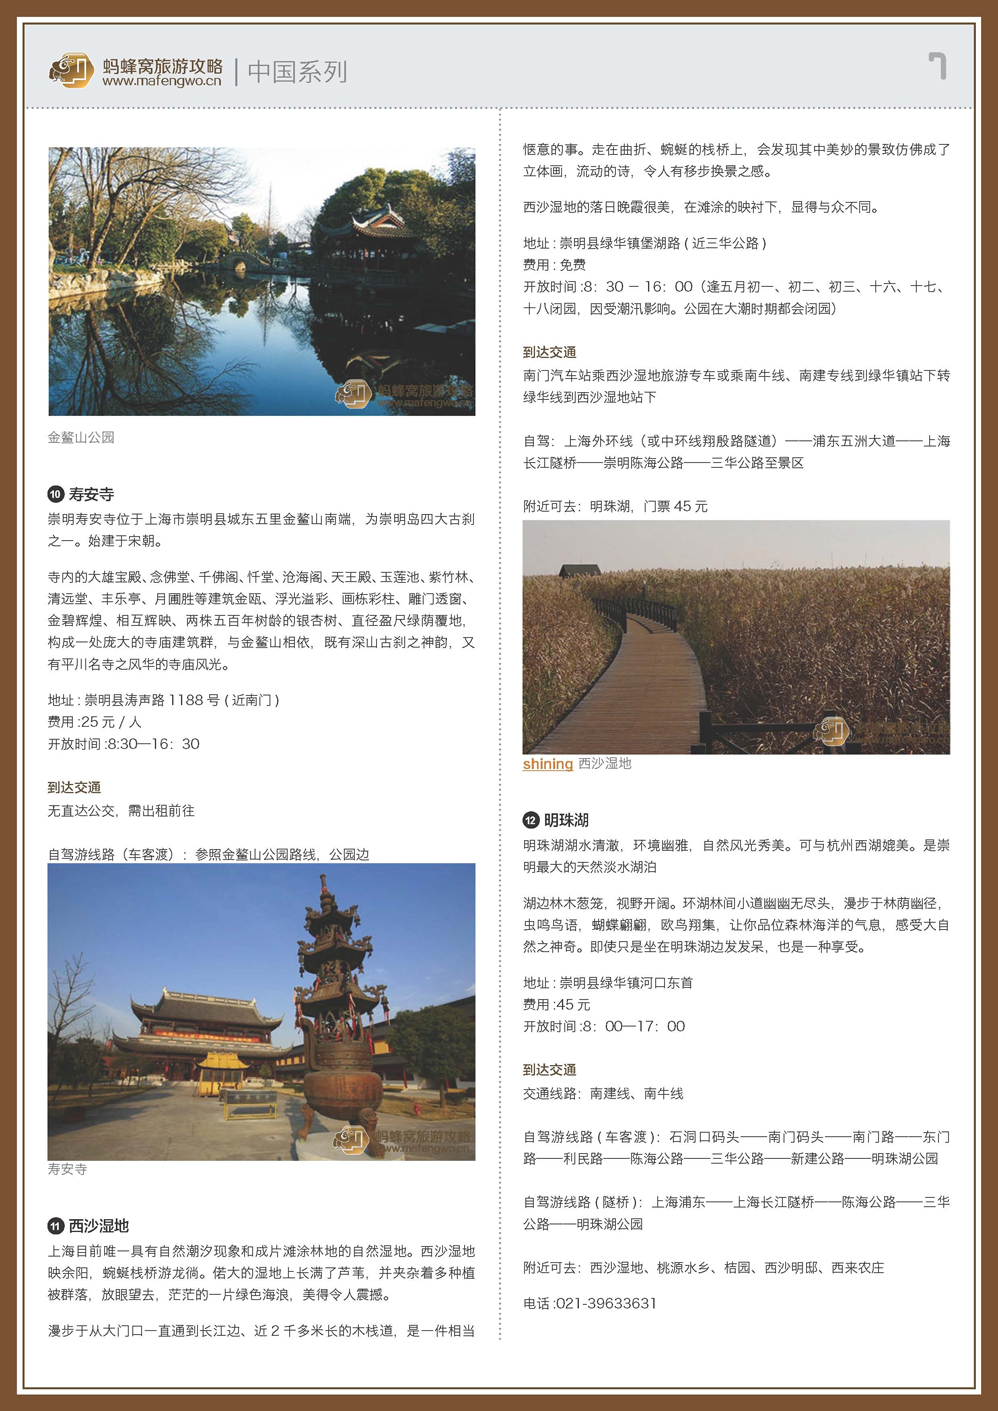 蚂蜂窝旅游攻略
www.mafengwo.cn
中国系列
7
蚂蜂窝旅游攻略
www.mafengwo.cn
金鳌山公园
10 寿安寺
崇明寿安寺位于上海市崇明县城东五里金鳌山南端，为崇明岛四大古刹
之一。始建于宋朝。
寺内的大雄宝殿、念佛堂、千佛阁、忏堂、沧海阁、天王殿、玉莲池、紫竹林、
清远堂、丰乐亭、月圃胜等建筑金瓯、浮光溢彩、画栋彩柱、雕门透窗、
金碧辉煌、相互辉映、两株五百年树龄的银杏树、直径盈尺绿荫覆地，
构成一处庞大的寺庙建筑群，与金鳌山相依，既有深山古刹之神韵，又
有平川名寺之风华的寺庙风光。
地址 : 崇明县涛声路 1188 号 ( 近南门 )
费用 :25 元 / 人
开放时间 :8:30—16：30
到达交通
无直达公交，需出租前往
自驾游线路（车客渡）：参照金鳌山公园路线，公园边
蚂蜂窝旅游攻略
www.mafengwo.cn
寿安寺
11 西沙湿地
上海目前唯一具有自然潮汐现象和成片滩涂林地的自然湿地。西沙湿地
映余阳，蜿蜒栈桥游龙徜。偌大的湿地上长满了芦苇，并夹杂着多种植
被群落，放眼望去，茫茫的一片绿色海浪，美得令人震撼。
漫步于从大门口一直通到长江边、近 2 千多米长的木栈道，是一件相当
惬意的事。走在曲折、蜿蜒的栈桥上，会发现其中美妙的景致仿佛成了
立体画，流动的诗，令人有移步换景之感。
西沙湿地的落日晚霞很美，在滩涂的映衬下，显得与众不同。
地址 : 崇明县绿华镇堡湖路 ( 近三华公路 )
费用 : 免费
开放时间 :8：30 － 16：00（逢五月初一、初二、初三、十六、十七、
十八闭园，因受潮汛影响。公园在大潮时期都会闭园）
到达交通
南门汽车站乘西沙湿地旅游专车或乘南牛线、南建专线到绿华镇站下转
绿华线到西沙湿地站下
自驾：上海外环线（或中环线翔殷路隧道）——浦东五洲大道——上海
长江隧桥——崇明陈海公路——三华公路至景区
附近可去：明珠湖，门票 45 元
蚂蜂窝旅游攻略
www.mafengwo.cn
shining 西沙湿地
12 明珠湖
明珠湖湖水清澈，环境幽雅，自然风光秀美。可与杭州西湖媲美。是崇
明最大的天然淡水湖泊
湖边林木葱笼，视野开阔。环湖林间小道幽幽无尽头，漫步于林荫幽径，
虫鸣鸟语，蝴蝶翩翩，欧鸟翔集，让你品位森林海洋的气息，感受大自
然之神奇。即使只是坐在明珠湖边发发呆，也是一种享受。
地址 : 崇明县绿华镇河口东首
费用 :45 元
开放时间 :8：00—17：00
到达交通
交通线路：南建线、南牛线
自驾游线路 ( 车客渡 )：石洞口码头——南门码头——南门路——东门
路——利民路——陈海公路——三华公路——新建公路——明珠湖公园
自驾游线路 ( 隧桥 )：上海浦东——上海长江隧桥——陈海公路——三华
公路——明珠湖公园
附近可去：西沙湿地、桃源水乡、桔园、西沙明邸、西来农庄
电话 :021-39633631